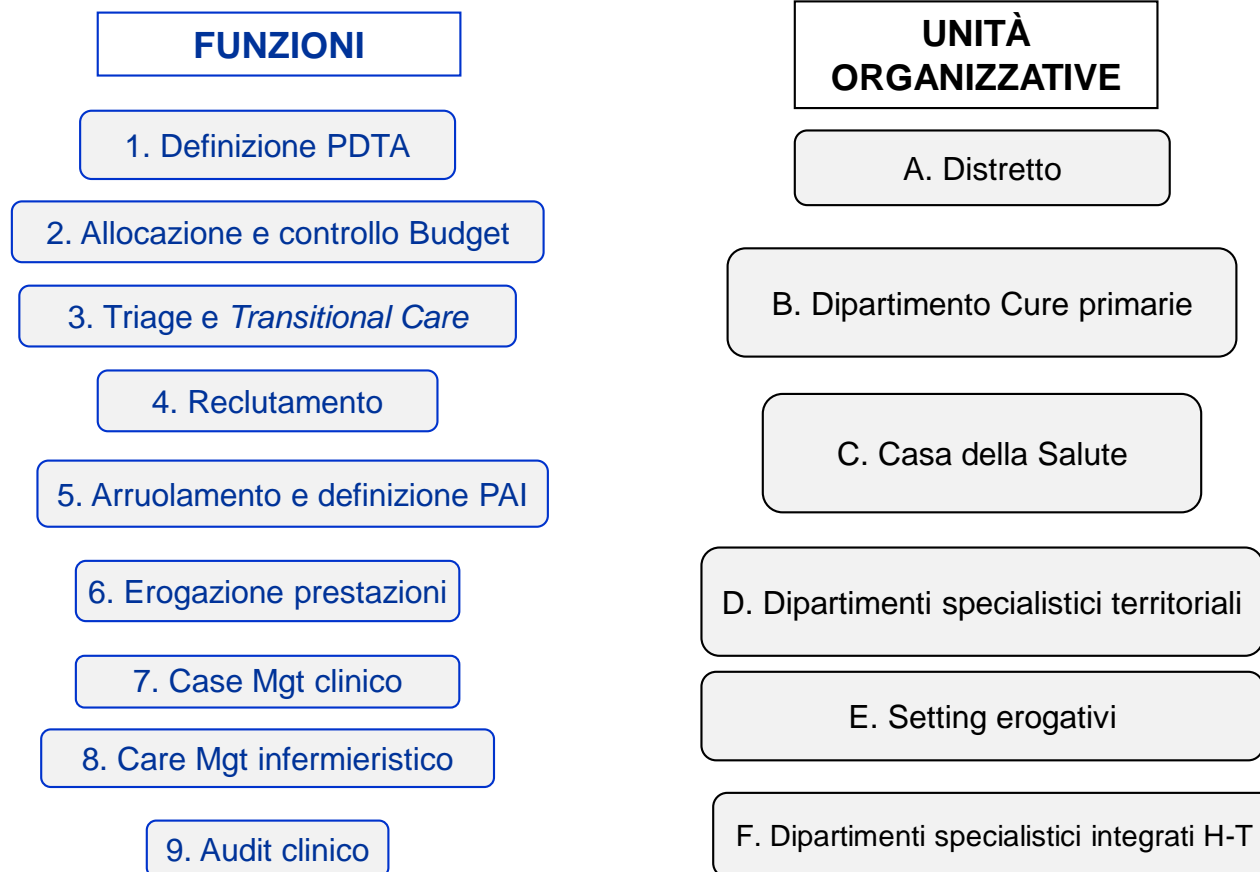 FUNZIONI
1. Definizione PDTA
2. Allocazione e controllo Budget
3. Triage e Transitional Care
4. Reclutamento
5. Arruolamento e definizione PAI
6. Erogazione prestazioni
7. Case Mgt clinico
8. Care Mgt infermieristico
9. Audit clinico
UNITÀ
ORGANIZZATIVE
A. Distretto
B. Dipartimento Cure primarie
C. Casa della Salute
D. Dipartimenti specialistici territoriali
E. Setting erogativi
F. Dipartimenti specialistici integrati H-T